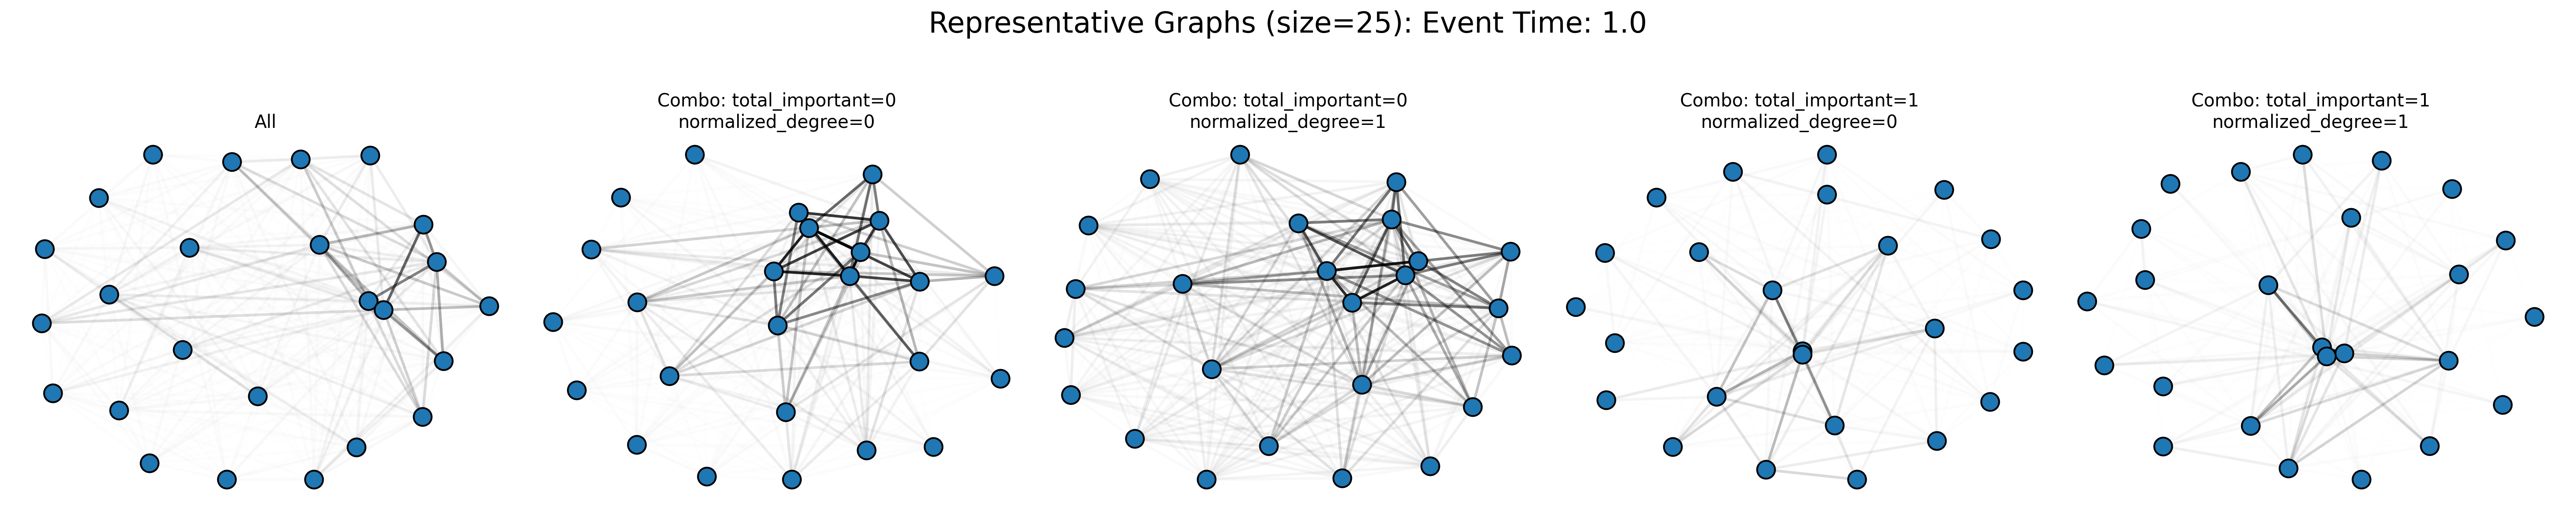 Representative Graphs (size=25): Event Time: 1.0
All
Combo: total_important=0
normalized_degree=0
Combo: total_important=0
normalized_degree=1
Combo: total_important=1
normalized_degree=0
Combo: total_important=1
normalized_degree=1